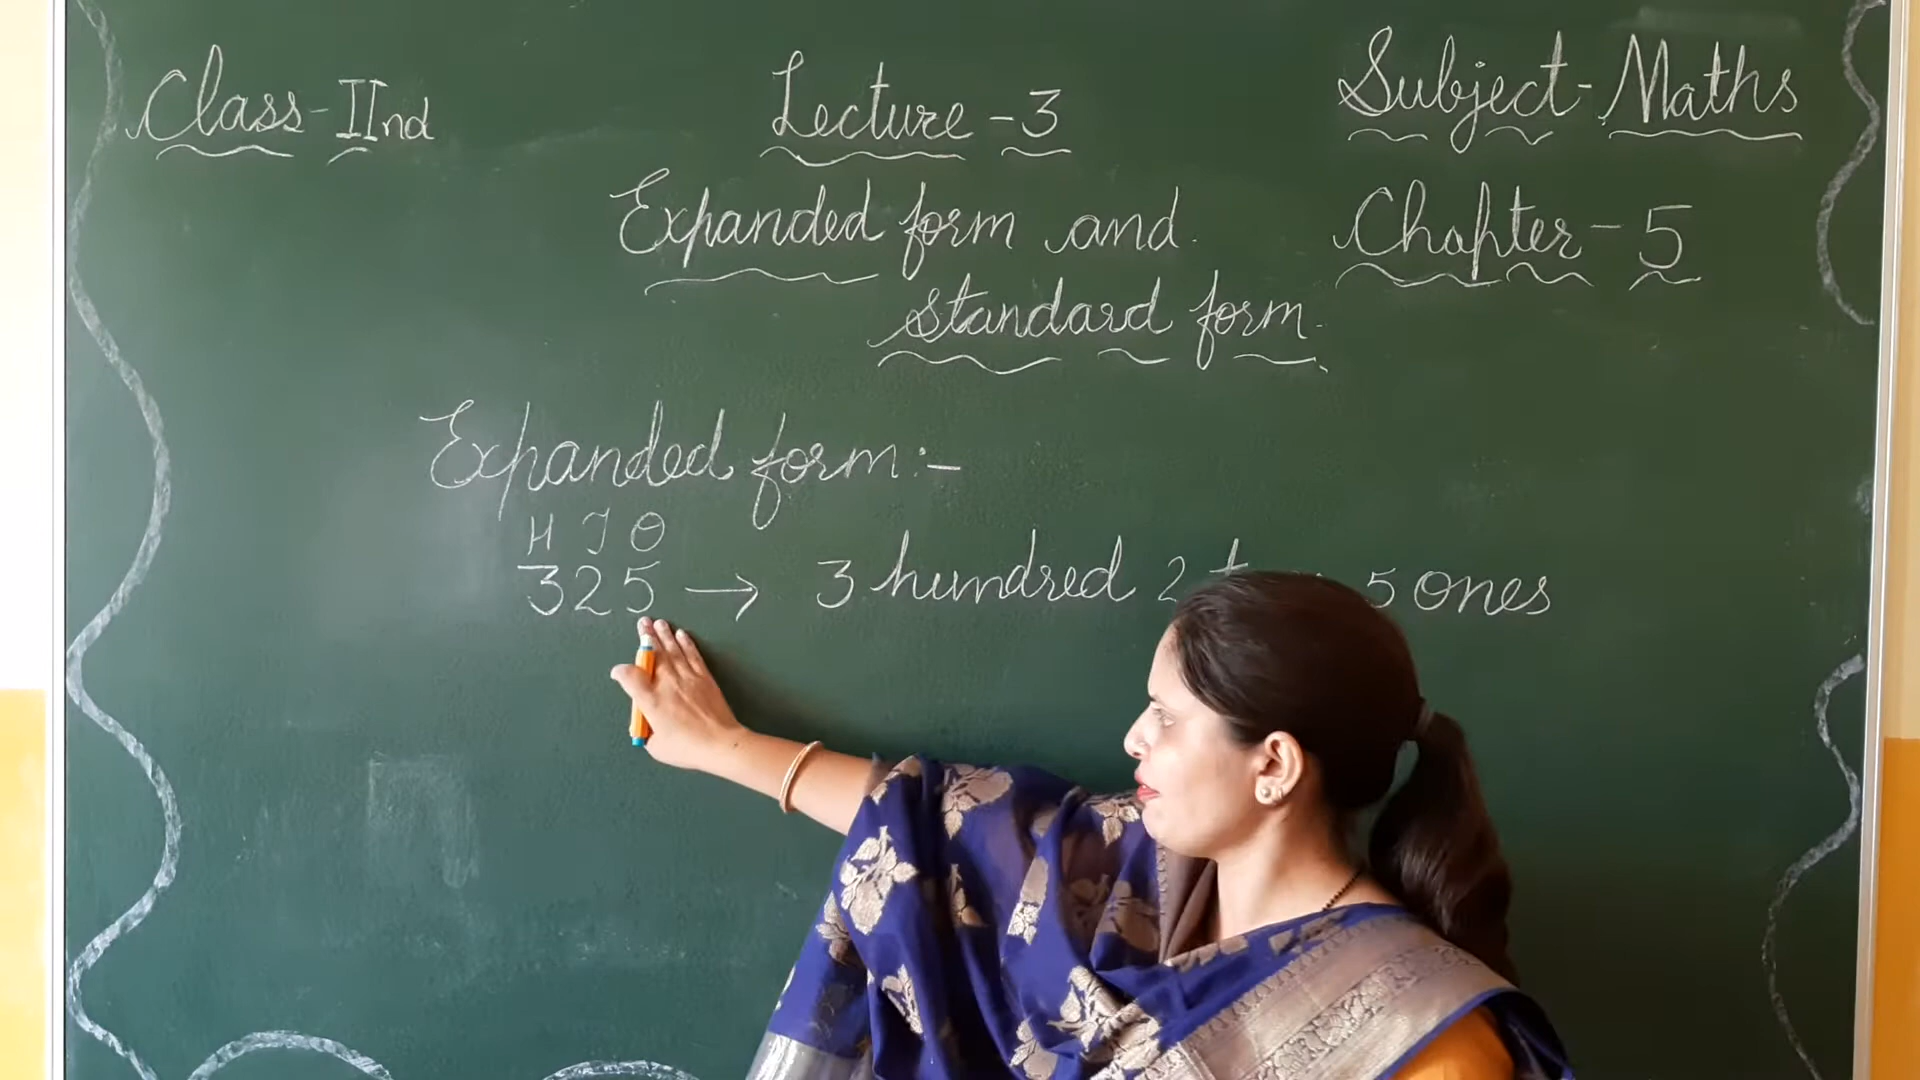 Class-IInd
Lecture-3
Subject-Maths
Expanded form and
Chapter-5
standard form.
Expanded form:-
H T O
325 → 3 hundred 2 5 ones